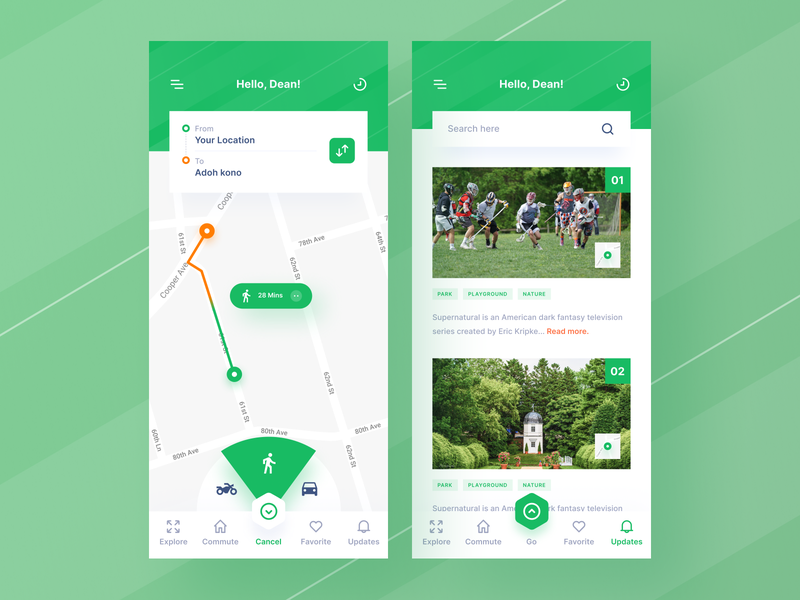 Hello, Dean!
From
Your Location
To
Adoh kono
Cooper Ave
61st St
78th Ave
64th St
62nd St
28 Mins
62nd St
61st St
80th Ave
80th Ave
80th Ave
60th Ln
62nd St
Explore
Commute
Cancel
Favorite
Updates
Hello, Dean!
Search here
01
PARK
PLAYGROUND
NATURE
Supernatural is an American dark fantasy television
series created by Eric Kripke... Read more.
02
PARK
PLAYGROUND
NATURE
Supernatural is an American dark fantasy television
Explore
Commute
Go
Favorite
Updates